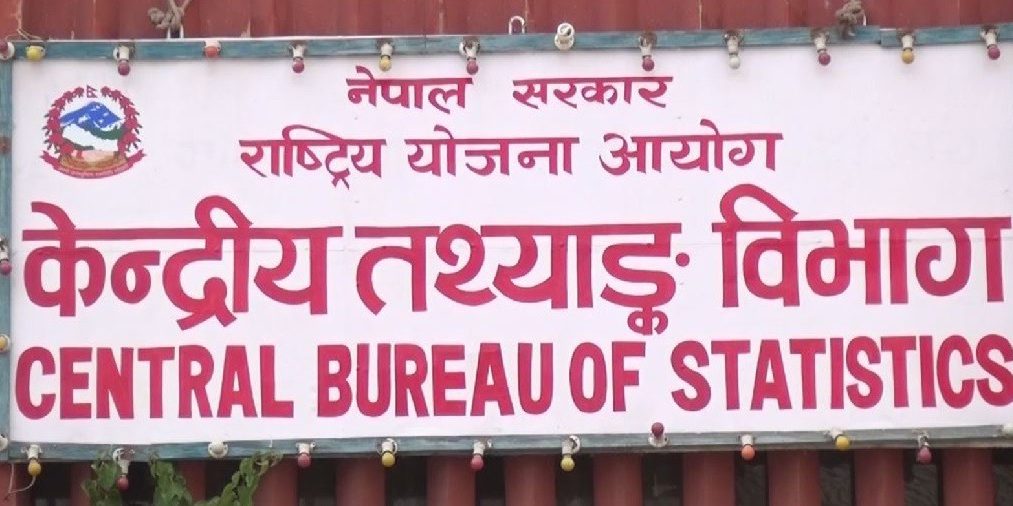 नेपाल सरकार
राष्ट्रिय योजना आयोग
केन्द्रीय तथ्याङ्क विभाग
CENTRAL BUREAU OF STATISTICS